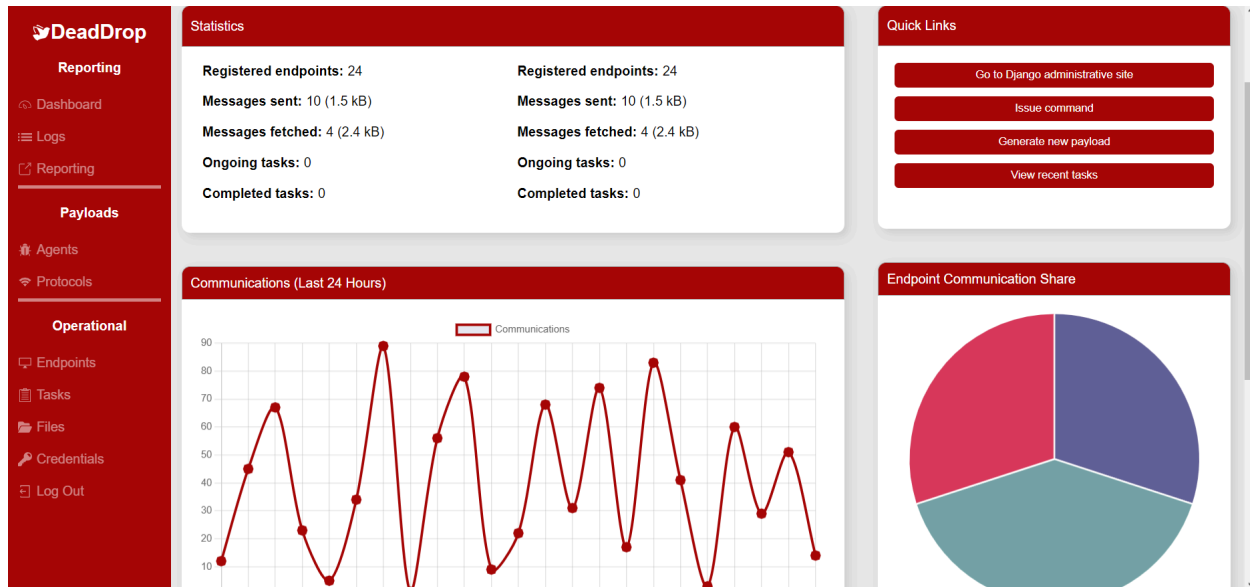 DeadDrop
Reporting
Dashboard
Logs
Reporting
Payloads
Agents
Protocols
Operational
Endpoints
Tasks
Files
Credentials
Log Out
Statistics
Registered endpoints: 24
Messages sent: 10 (1.5 kB)
Messages fetched: 4 (2.4 kB)
Ongoing tasks: 0
Completed tasks: 0
Registered endpoints: 24
Messages sent: 10 (1.5 kB)
Messages fetched: 4 (2.4 kB)
Ongoing tasks: 0
Completed tasks: 0
Quick Links
Go to Django administrative site
Issue command
Generate new payload
View recent tasks
Communications (Last 24 Hours)
Communications
90
80
70
60
50
40
30
20
10
Endpoint Communication Share